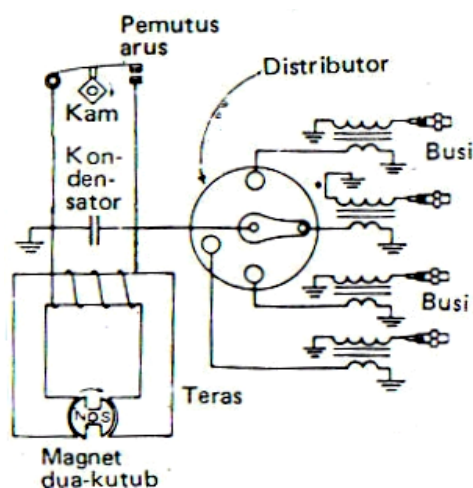 Pemutus
arus
Distributor
Kam
Kon-
den-
sator
Busi
Busi
Teras
N S
Magnet
dua-kutub